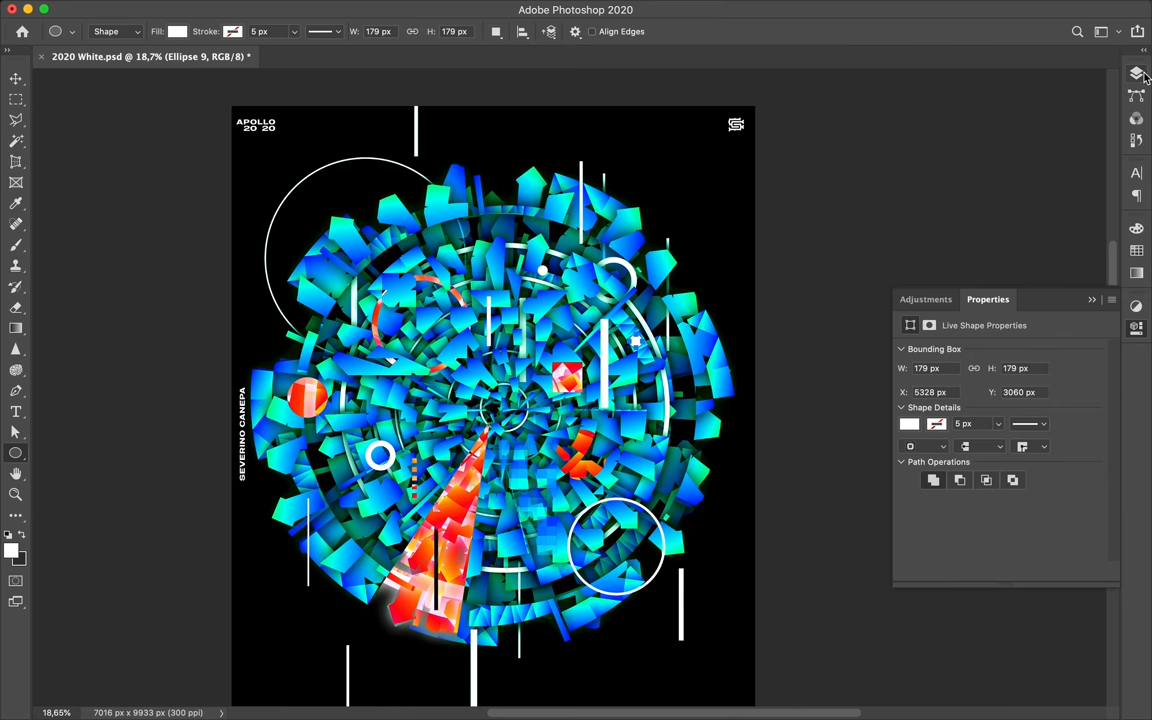 Adobe Photoshop 2020
Shape Fill: Stroke: 5 px W: 179 px H: 179 px Align Edges
2020 White.psd @ 18,7% (Ellipse 9, RGB/8) *
APOLLO
20 20
SEVERINO CANEPA
Adjustments Properties
Live Shape Properties
Bounding Box
W: 179 px H: 179 px
X: 5328 px Y: 3060 px
Shape Details
5 px
Path Operations
18,65% 7016 px x 9933 px (300 ppi)